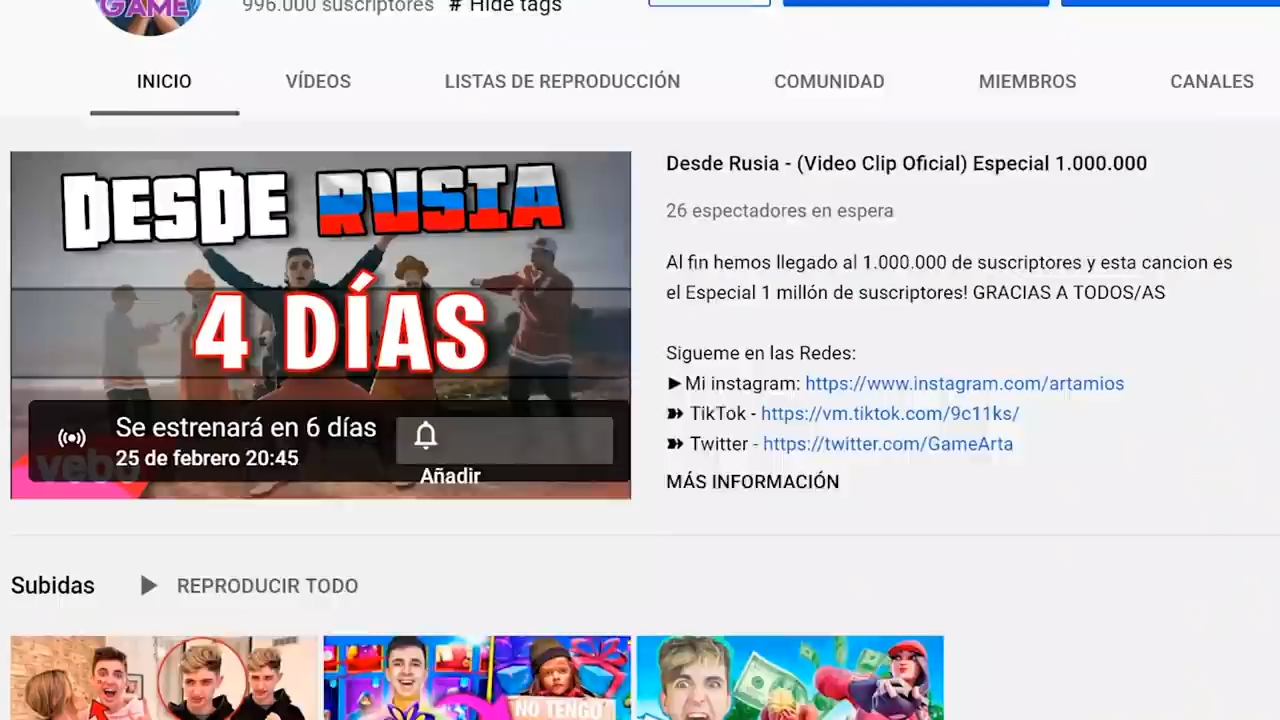 GAME
996.000 suscriptores # Hide tags
INICIO VÍDEOS LISTAS DE REPRODUCCIÓN COMUNIDAD MIEMBROS CANALES
DESDE RUSIA
4 DÍAS
Se estrenará en 6 días
25 de febrero 20:45
Añadir
Desde Rusia - (Video Clip Oficial) Especial 1.000.000
26 espectadores en espera
Al fin hemos llegado al 1.000.000 de suscriptores y esta cancion es
el Especial 1 millón de suscriptores! GRACIAS A TODOS/AS
Sigueme en las Redes:
►Mi instagram: https://www.instagram.com/artamios
➽ TikTok - https://vm.tiktok.com/9c11ks/
➽ Twitter - https://twitter.com/GameArta
MÁS INFORMACIÓN
Subidas ▶ REPRODUCIR TODO
NO TENGO